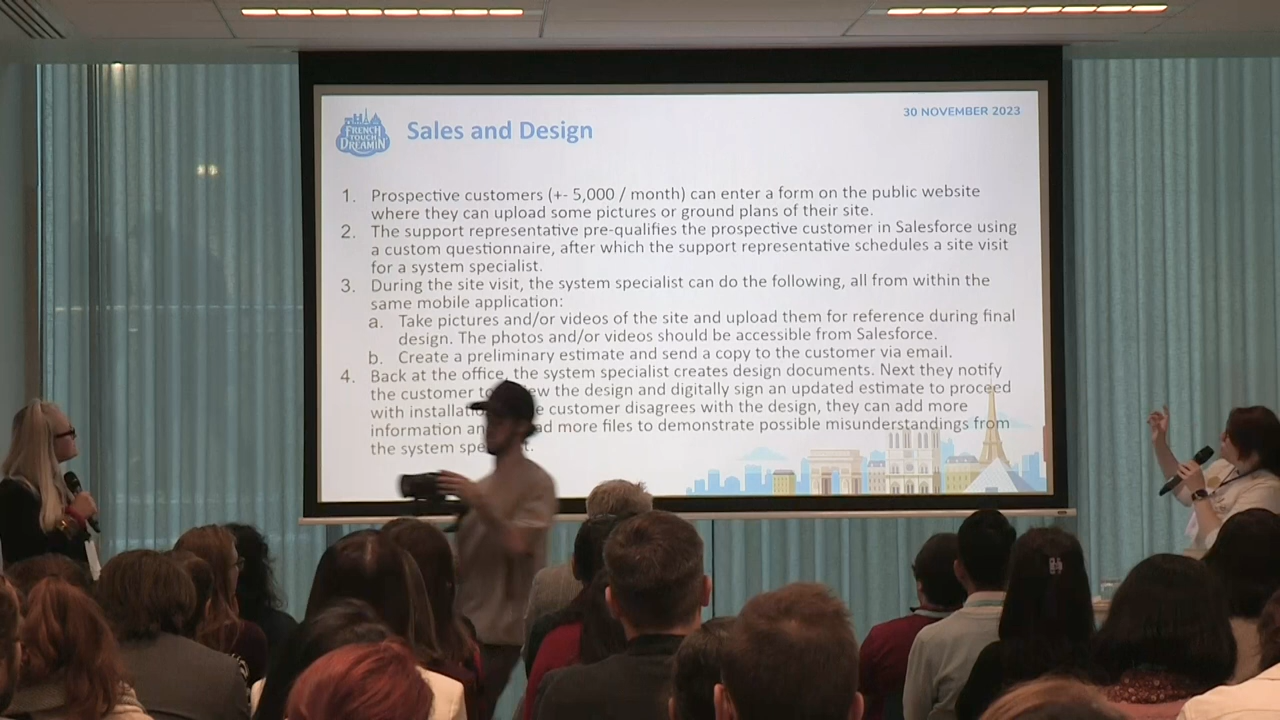 FRENCH
TOUCH
DREAMIN
Sales and Design
30 NOVEMBER 2023
1. Prospective customers (+- 5,000 / month) can enter a form on the public website
where they can upload some pictures or ground plans of their site.
2. The support representative pre-qualifies the prospective customer in Salesforce using
a custom questionnaire, after which the support representative schedules a site visit
for a system specialist.
3. During the site visit, the system specialist can do the following, all from within the
same mobile application:
a. Take pictures and/or videos of the site and upload them for reference during final
design. The photos and/or videos should be accessible from Salesforce.
b. Create a preliminary estimate and send a copy to the customer via email.
4. Back at the office, the system specialist creates design documents. Next they notify
the customer the design and digitally sign an updated estimate to proceed
with customer disagrees with the design, they can add more
information more files to demonstrate possible misunderstandings from
the system